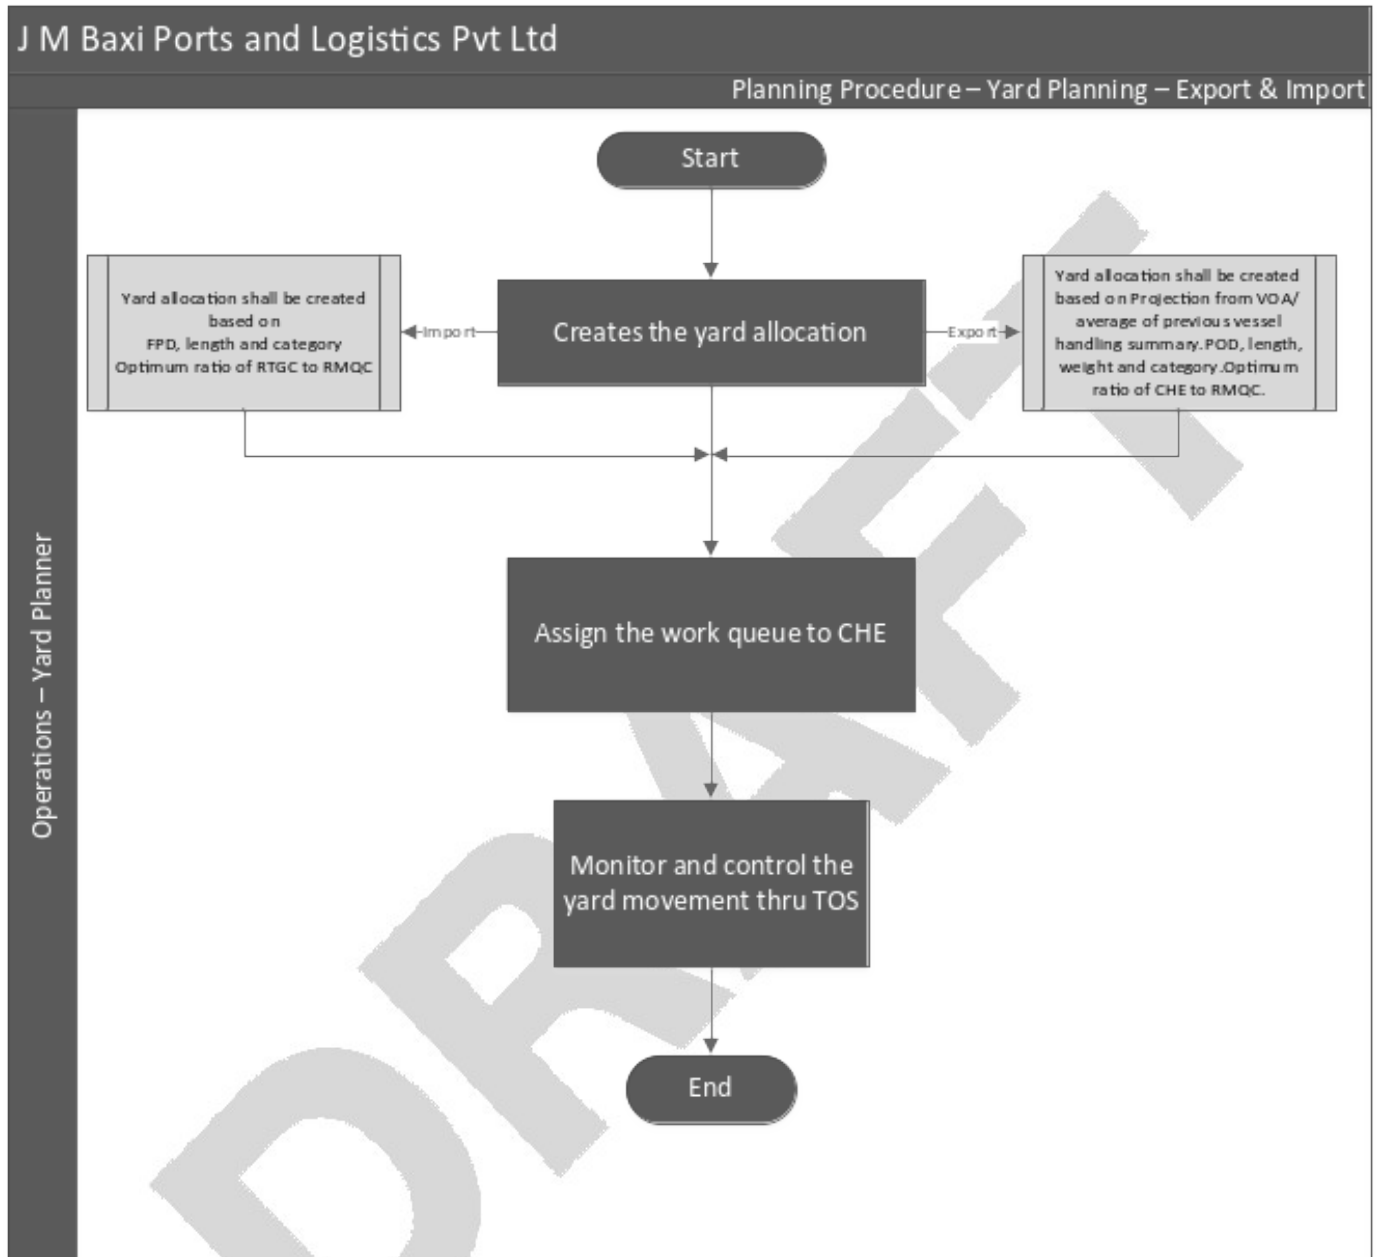 J M Baxi Ports and Logistics Pvt Ltd
Planning Procedure – Yard Planning – Export & Import
Operations – Yard Planner
Start
Yard allocation shall be created
based on
FPD, length and category
Optimum ratio of RTGC to RMQC
Import
Creates the yard allocation
Export
Yard allocation shall be created
based on Projection from VOA/
average of previous vessel
handling summary.POD, length,
weight and category.Optimum
ratio of CHE to RMQC.
Assign the work queue to CHE
Monitor and control the
yard movement thru TOS
End
DRAFT